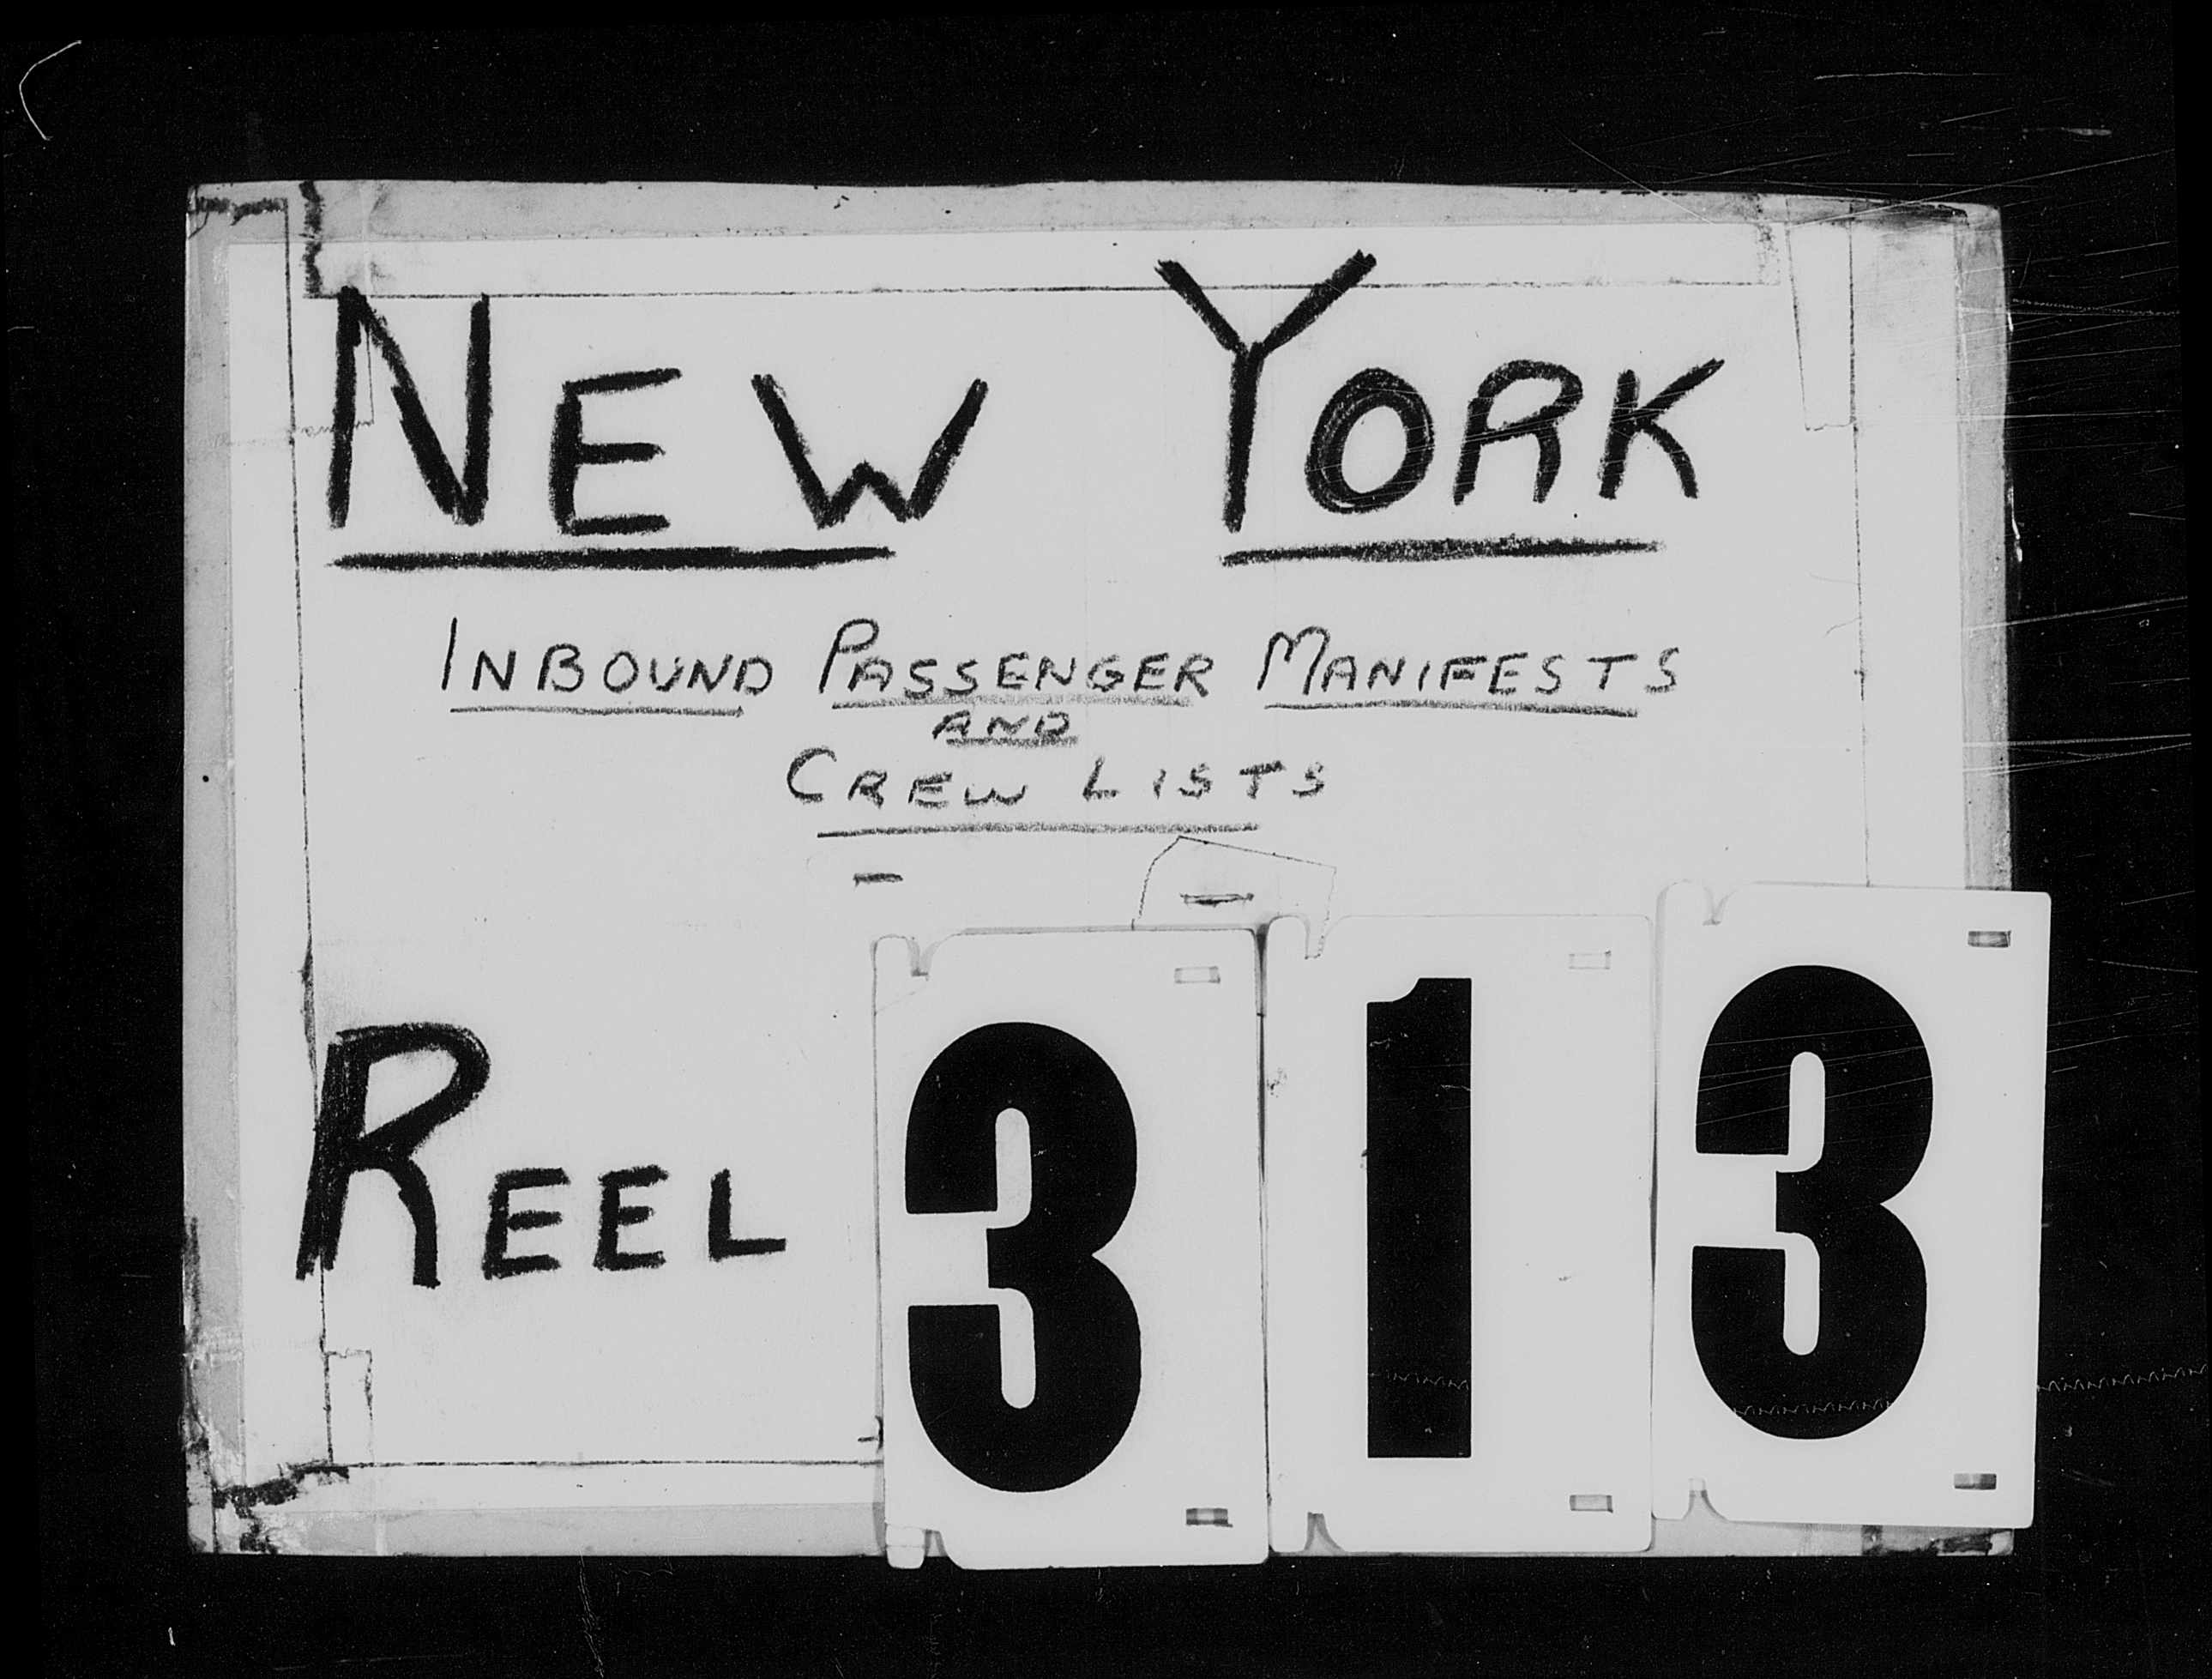 NEW YORK
INBOUND PASSENGER MANIFESTS
AND
CREW LISTS
REEL 313